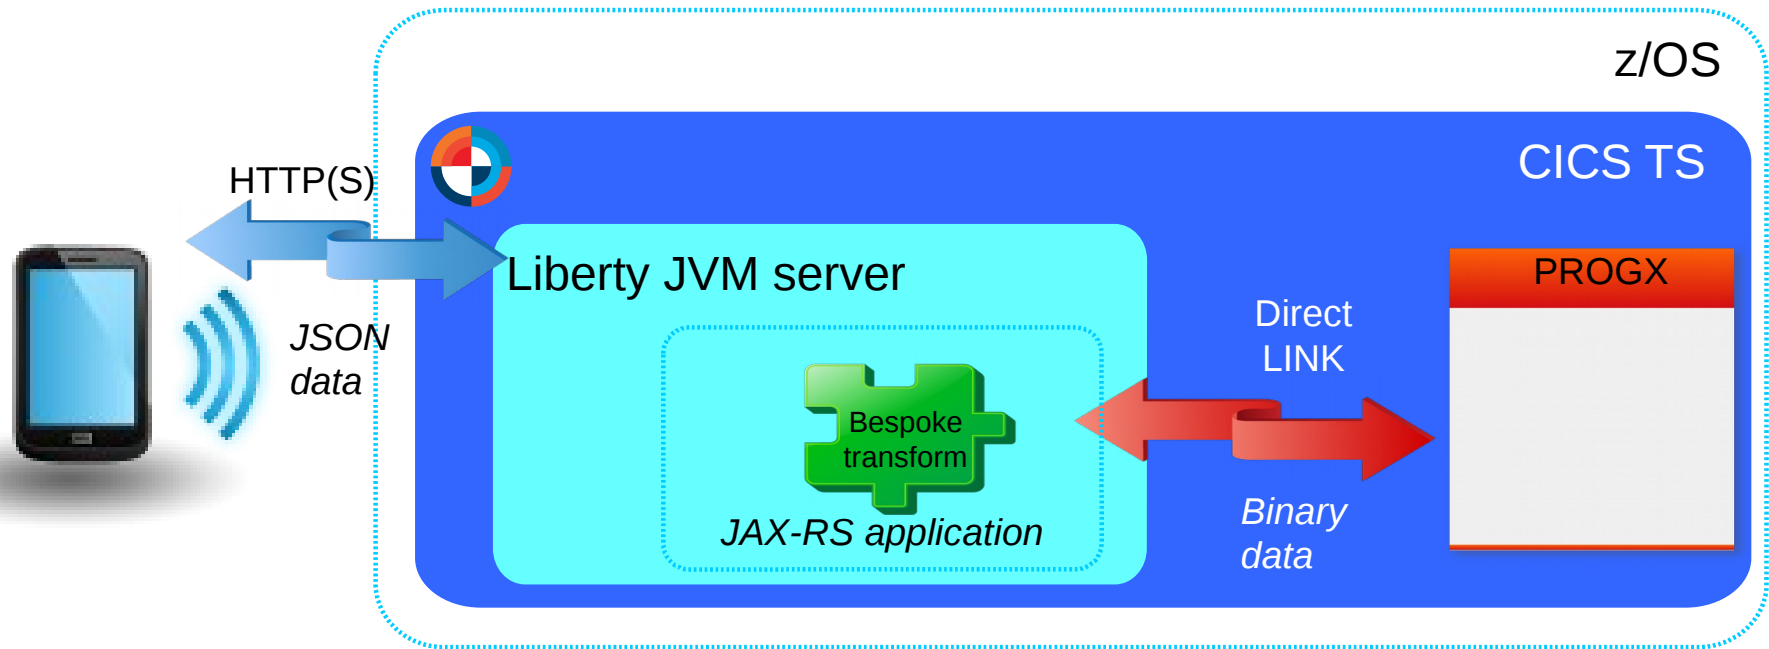 z/OS
CICS TS
HTTP(S)
Liberty JVM server
PROGX
JSON
data
Direct
LINK
Bespoke
transform
JAX-RS application
Binary
data